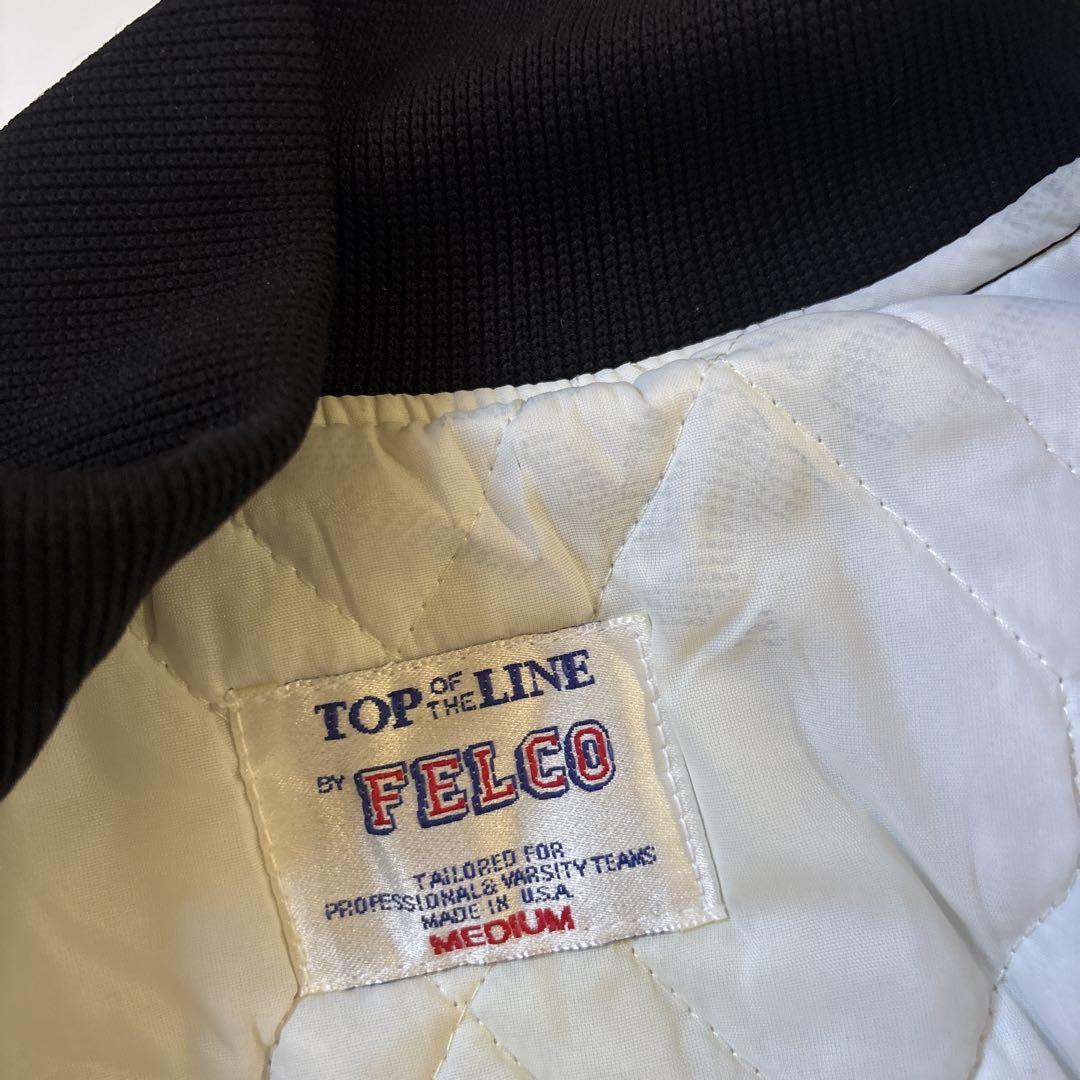 TOP OF THE LINE
BY FELCO
TAILORED FOR
PROFESSIONAL & VARSITY TEAMS
MADE IN U.S.A.
MEDIUM